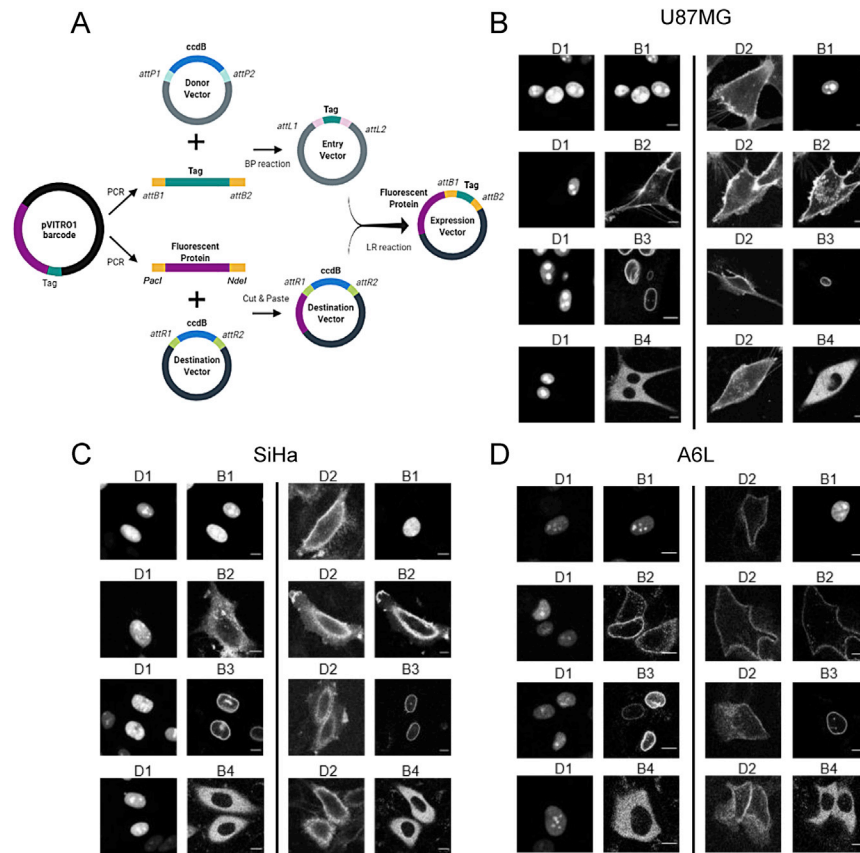 A
ccdB
attP1
attP2
Donor
Vector
Tag
attL1
attL2
Entry
Vector
BP reaction
PCR
Tag
attB1
attB2
pVITRO1
barcode
Tag
PCR
Fluorescent
Protein
PacI
NdeI
Fluorescent
Protein
attB1
Tag
attB2
Expression
Vector
LR reaction
ccdB
attR1
attR2
Cut & Paste
Destination
Vector
ccdB
attR1
attR2
Destination
Vector
B
U87MG
D1 B1 D2 B1
D1 B2 D2 B2
D1 B3 D2 B3
D1 B4 D2 B4
C
SiHa
D1 B1 D2 B1
D1 B2 D2 B2
D1 B3 D2 B3
D1 B4 D2 B4
D
A6L
D1 B1 D2 B1
D1 B2 D2 B2
D1 B3 D2 B3
D1 B4 D2 B4